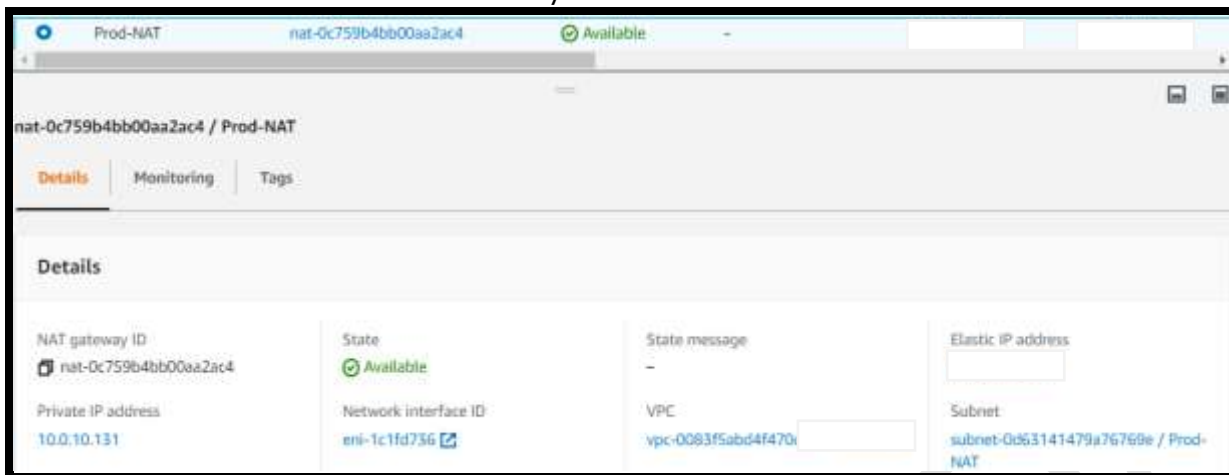 Prod-NAT nat-0c759b4bb00aa2ac4 Available -
nat-0c759b4bb00aa2ac4 / Prod-NAT
Details Monitoring Tags
Details
NAT gateway ID State State message Elastic IP address
nat-0c759b4bb00aa2ac4 Available -
Private IP address Network interface ID VPC Subnet
10.0.10.131 eni-1c1fd736 vpc-0083f5abd4f470 subnet-0d63141479a76769e / Prod-
NAT